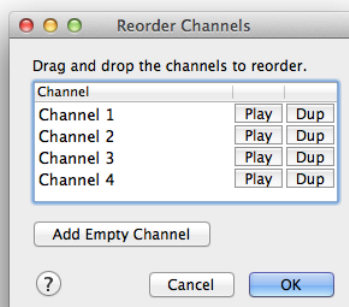 Reorder Channels
Drag and drop the channels to reorder.
Channel
Channel 1 Play Dup
Channel 2 Play Dup
Channel 3 Play Dup
Channel 4 Play Dup
Add Empty Channel
? Cancel OK